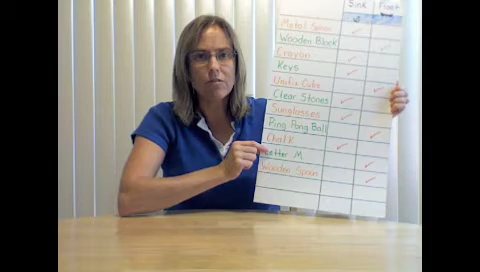 Sink Float
Metal Spoon
Wooden Block
Crayon
Keys
Unifix Cube
Clear Stones
Sunglasses
Ping Pong Ball
Chalk
Letter M
Wooden Spoon